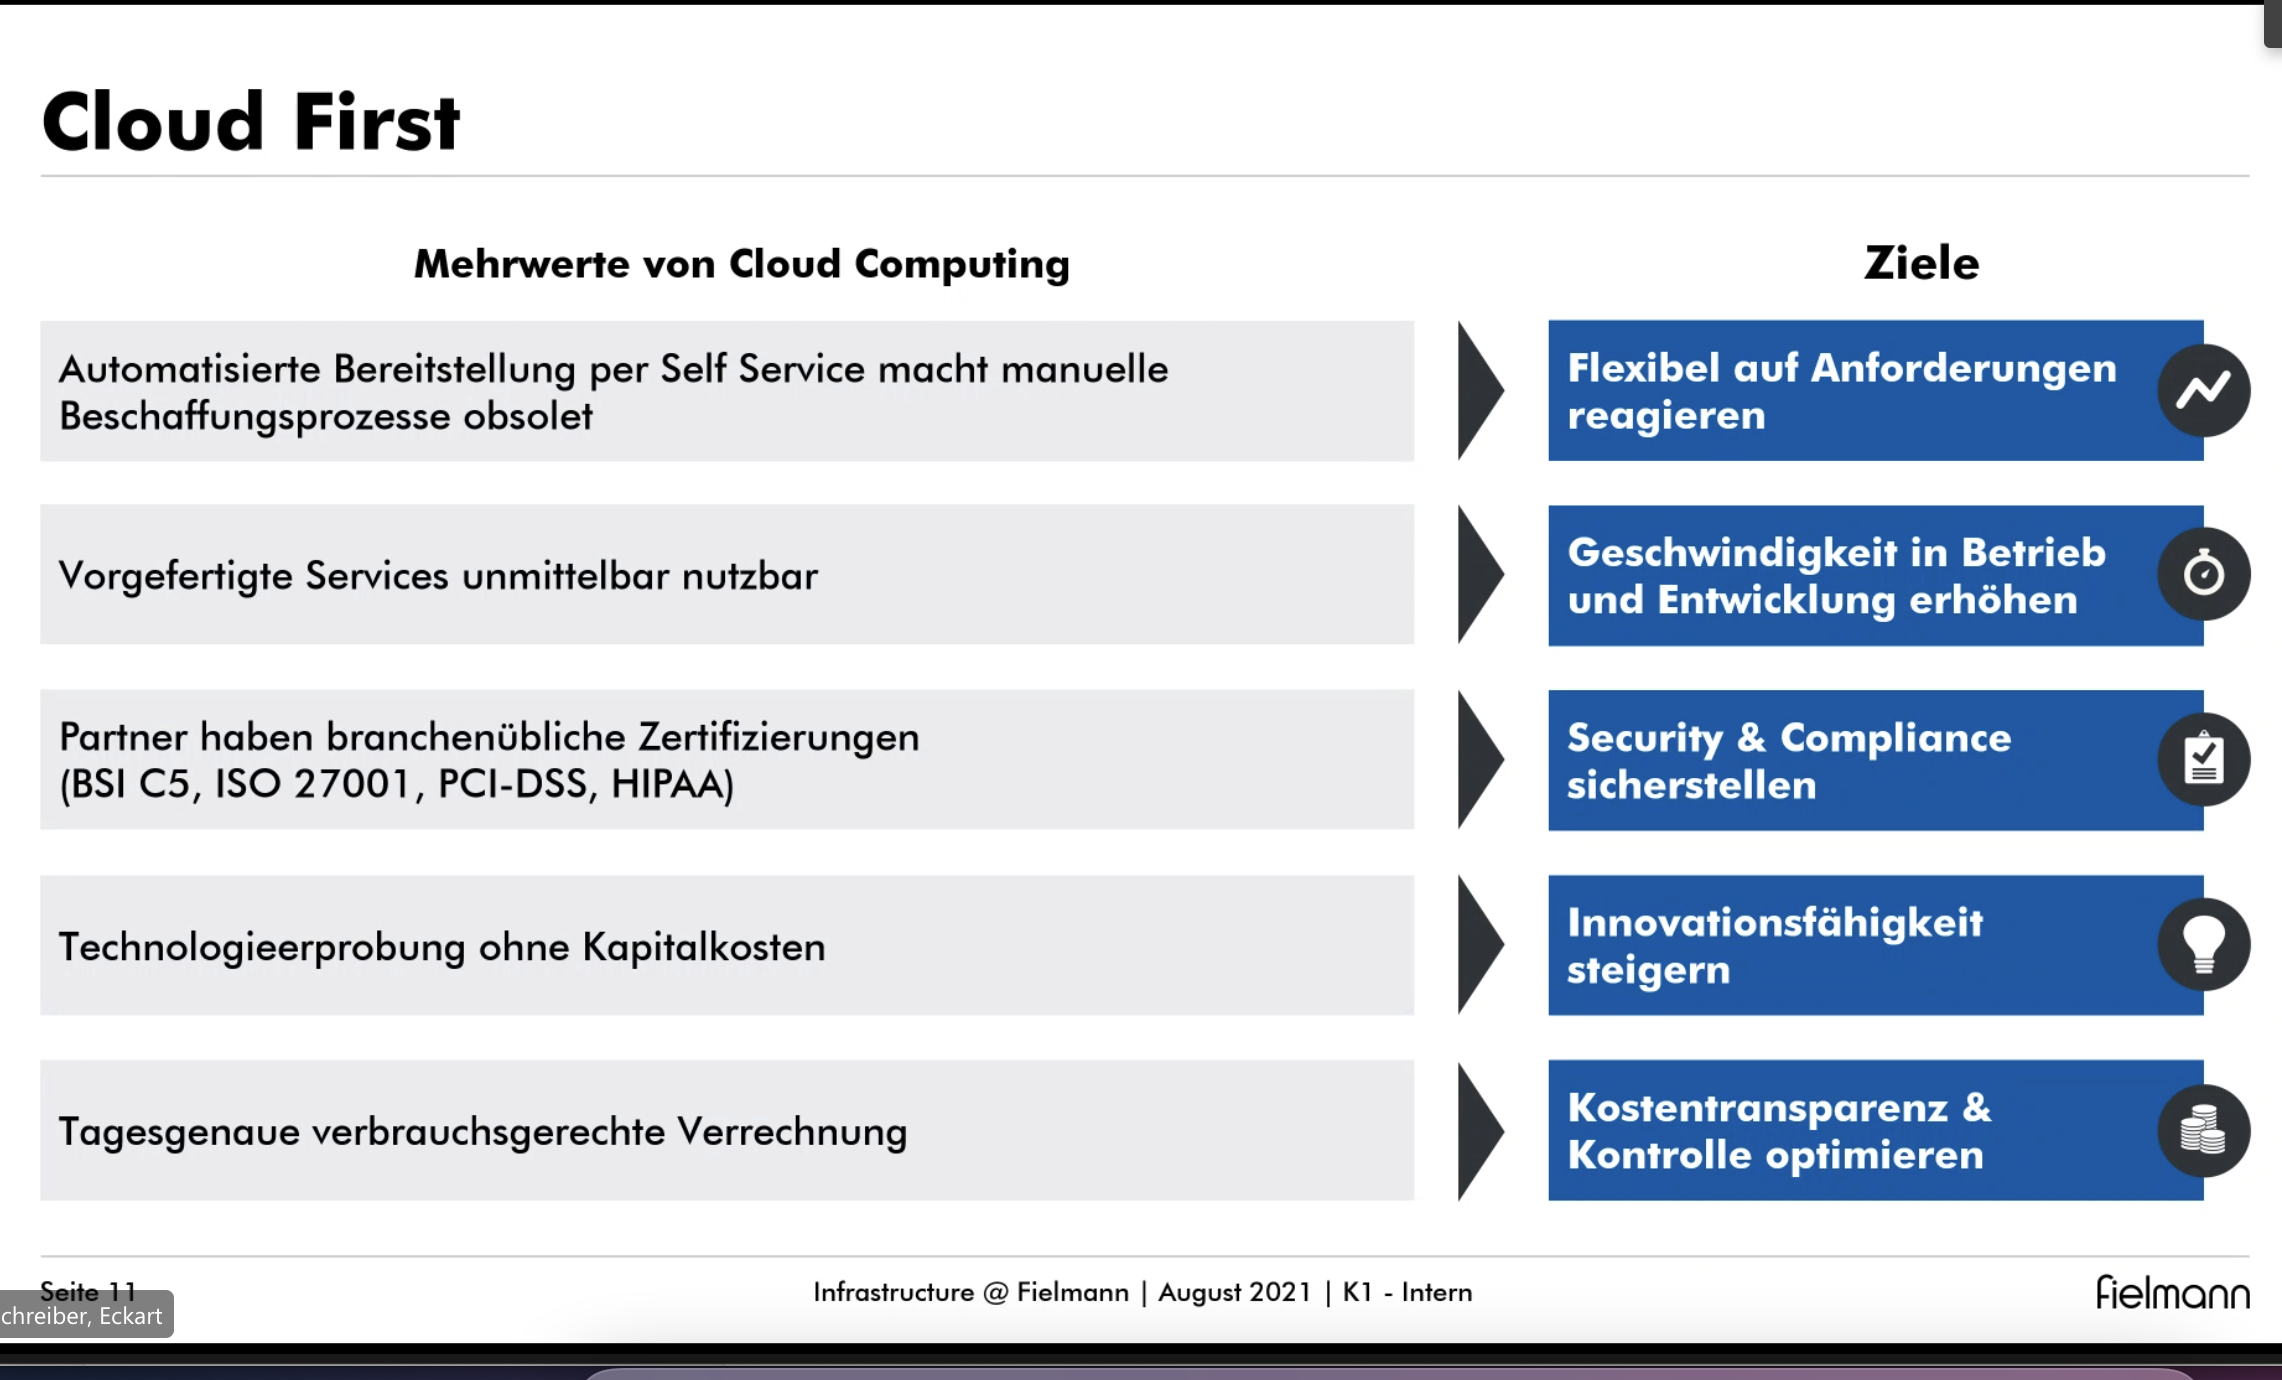 Cloud First
Mehrwerte von Cloud Computing
Ziele
Automatisierte Bereitstellung per Self Service macht manuelle
Beschaffungsprozesse obsolet
Flexibel auf Anforderungen
reagieren
Vorgefertigte Services unmittelbar nutzbar
Geschwindigkeit in Betrieb
und Entwicklung erhöhen
Partner haben branchenübliche Zertifizierungen
(BSI C5, ISO 27001, PCI-DSS, HIPAA)
Security & Compliance
sicherstellen
Technologieerprobung ohne Kapitalkosten
Innovationsfähigkeit
steigern
Tagesgenaue verbrauchsgerechte Verrechnung
Kostentransparenz &
Kontrolle optimieren
Seite 11
Infrastructure @ Fielmann | August 2021 | K1 - Intern
fielmann
chreiber, Eckart